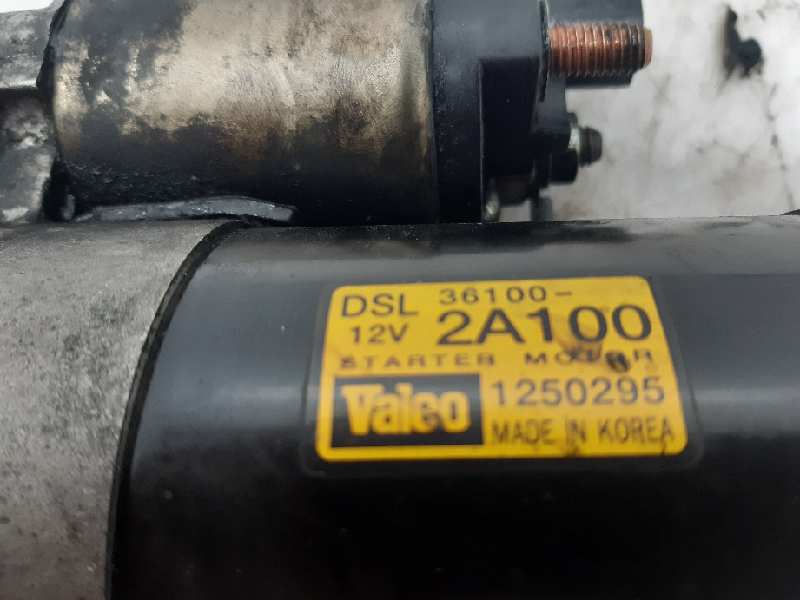 DSL 36100-
12V 2A100
STARTER MOTOR
Valeo 1250295
MADE IN KOREA